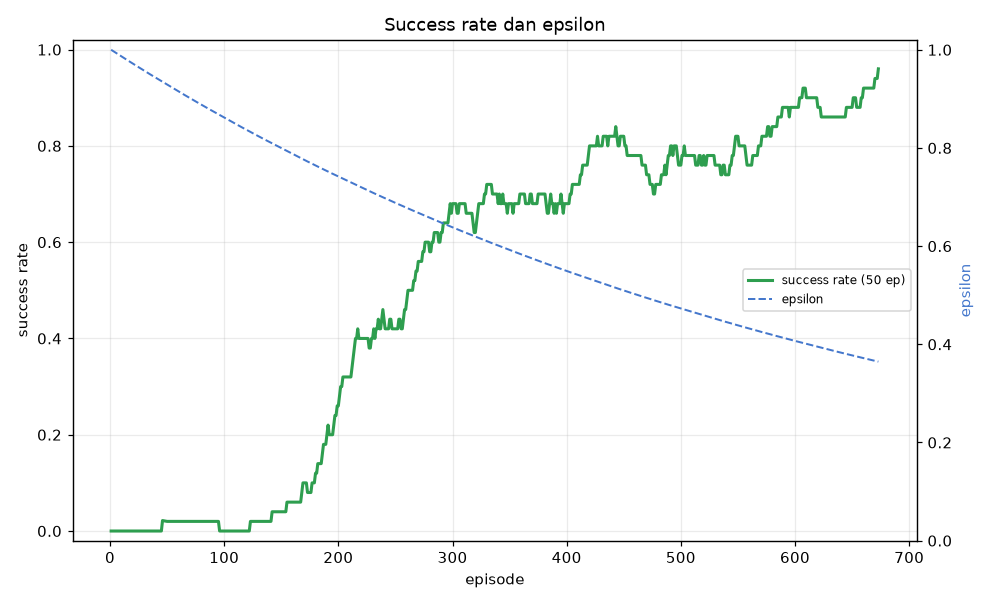 Success rate dan epsilon
1.0
0.8
0.6
0.4
0.2
0.0
success rate
1.0
0.8
0.6
0.4
0.2
0.0
epsilon
success rate (50 ep)
epsilon
0 100 200 300 400 500 600 700
episode